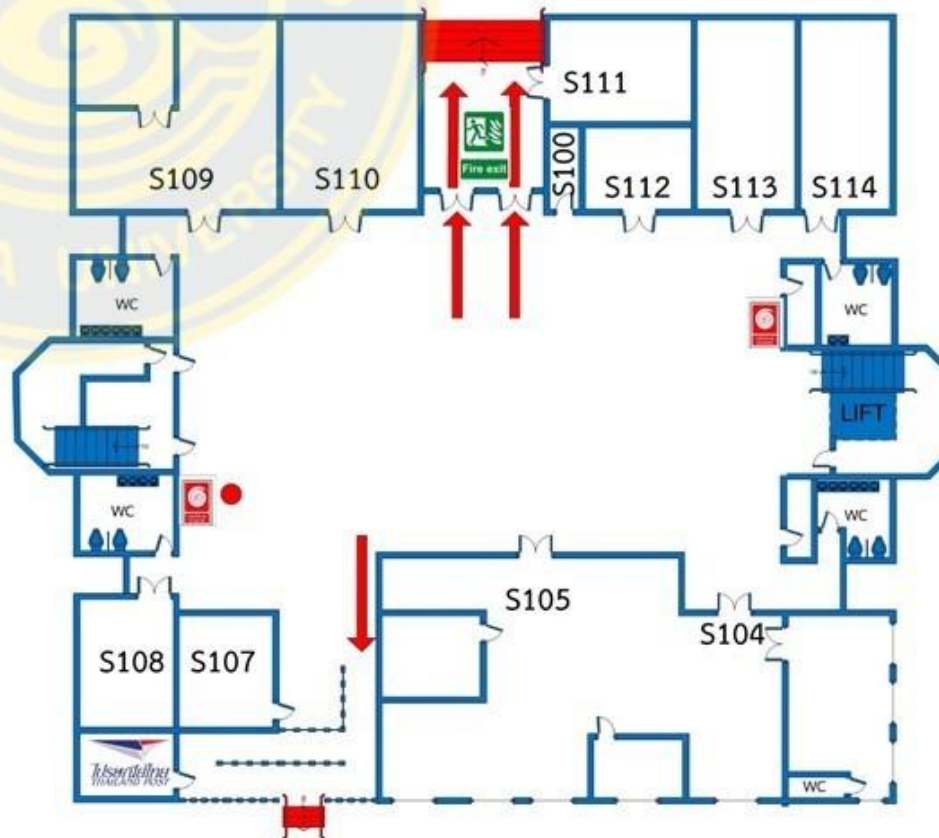 S111
S109
S110
Fire exit
S100
S112
S113
S114
A UNIVERSITY
WC
WC
LIFT
WC
WC
S105
S104
S108
S107
ไปรษณีย์ไทย
THAILAND POST
WC